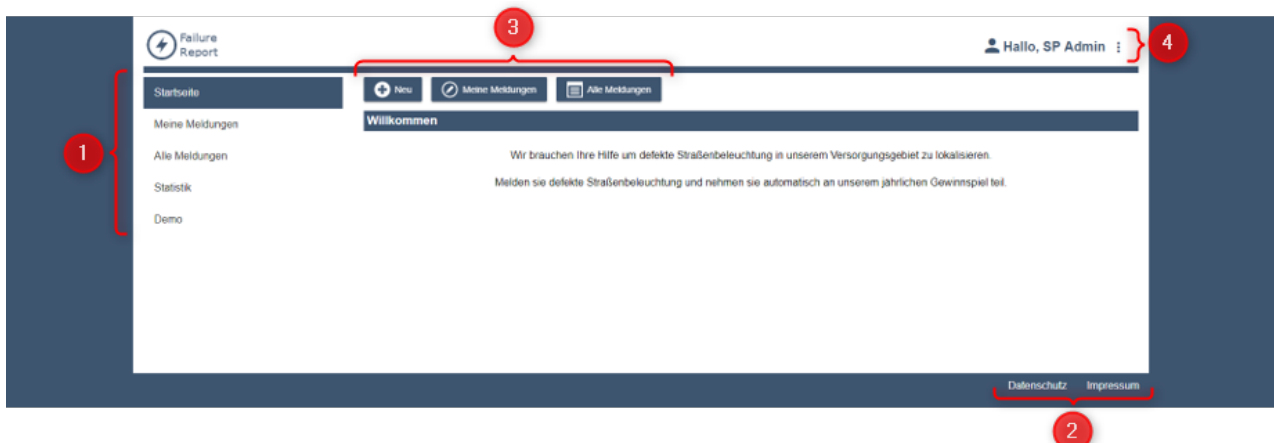 3
Failure
Report
Hallo, SP Admin
4
Startseite
Neu
Meine Meldungen
Alle Meldungen
Meine Meldungen
Willkommen
1
Alle Meldungen
Wir brauchen Ihre Hilfe um defekte Straßenbeleuchtung in unserem Versorgungsgebiet zu lokalisieren.
Statistik
Melden sie defekte Straßenbeleuchtung und nehmen sie automatisch an unserem jährlichen Gewinnspiel teil.
Demo
Datenschutz
Impressum
2